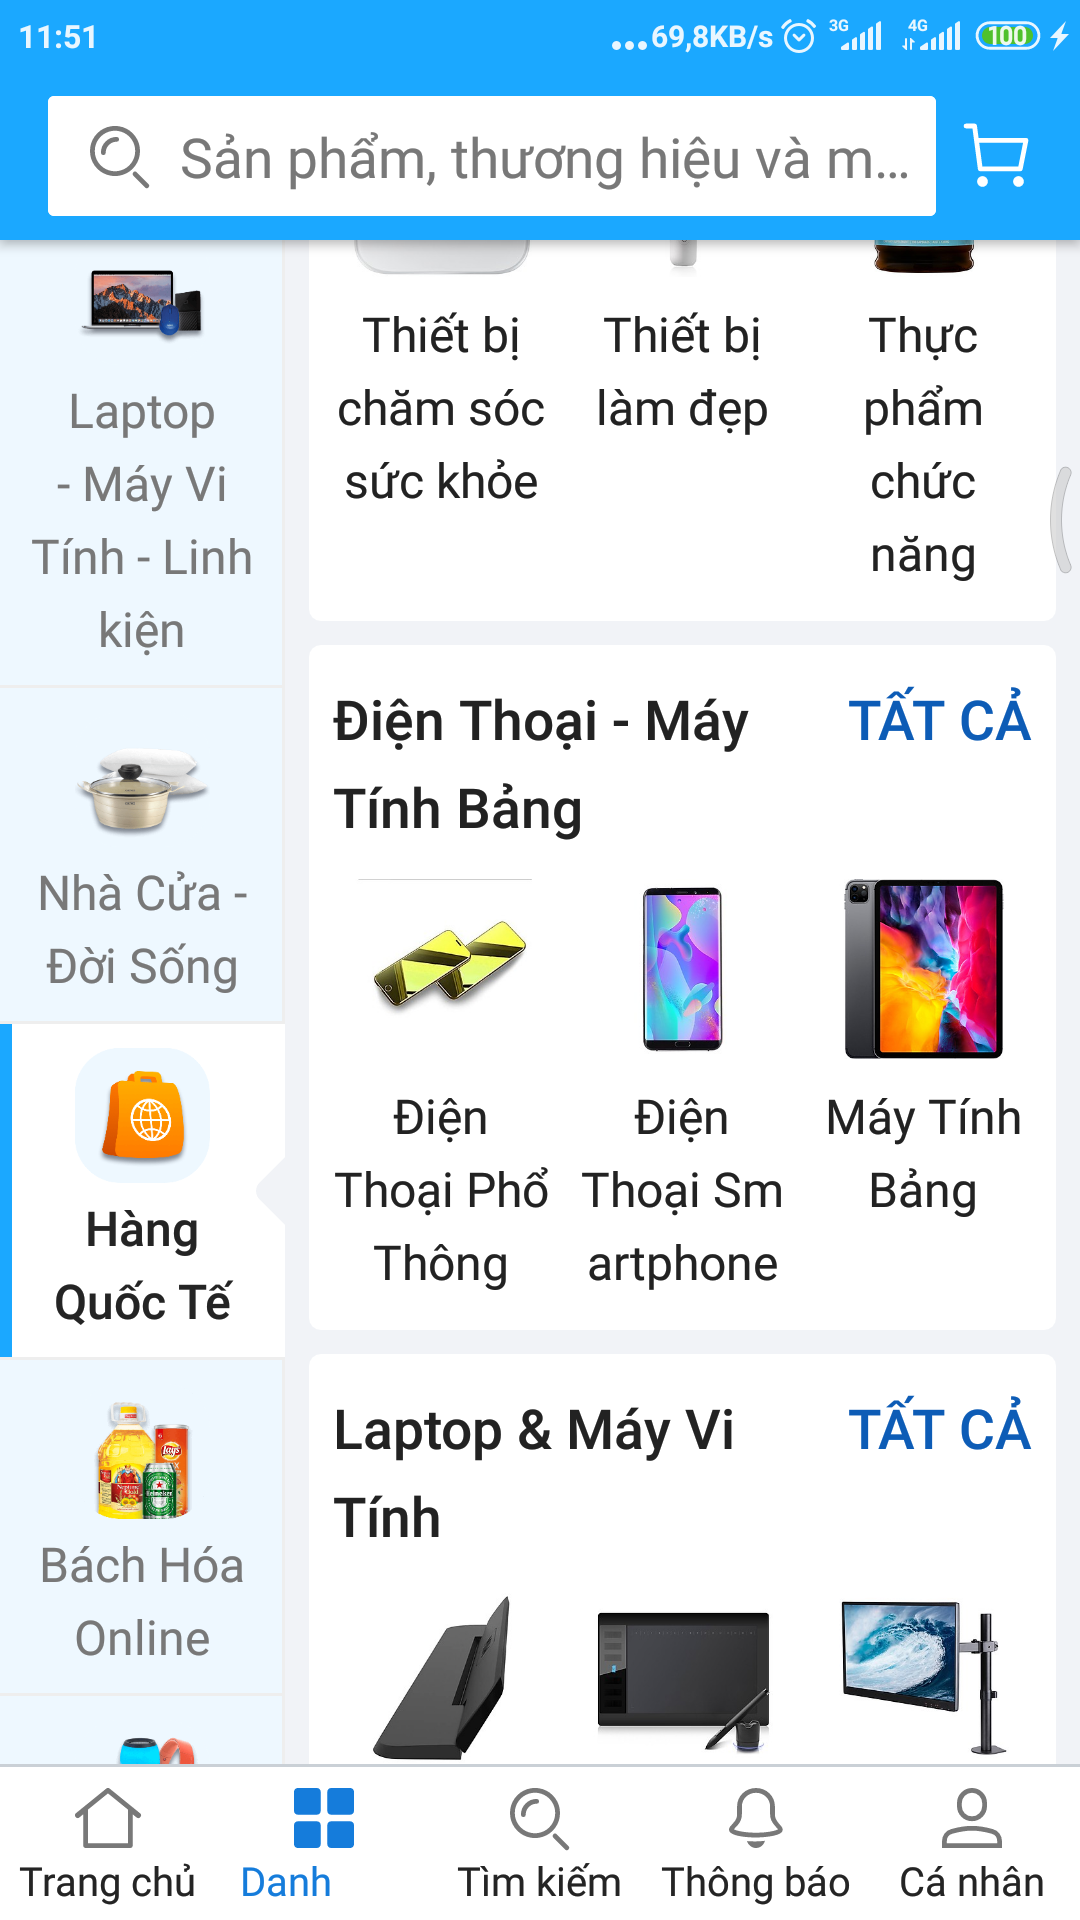 11:51
...69,8KB/s 3G 4G 100
Sản phẩm, thương hiệu và m...
Laptop
- Máy Vi
Tính - Linh
kiện
Nhà Cửa -
Đời Sống
Hàng
Quốc Tế
Bách Hóa
Online
Thiết bị
chăm sóc
sức khỏe
Thiết bị
làm đẹp
Thực
phẩm
chức
năng
Điện Thoại - Máy
Tính Bảng
TẤT CẢ
Điện
Thoại Phổ
Thông
Điện
Thoại Sm
artphone
Máy Tính
Bảng
Laptop & Máy Vi
Tính
TẤT CẢ
Trang chủ
Danh
Tìm kiếm
Thông báo
Cá nhân